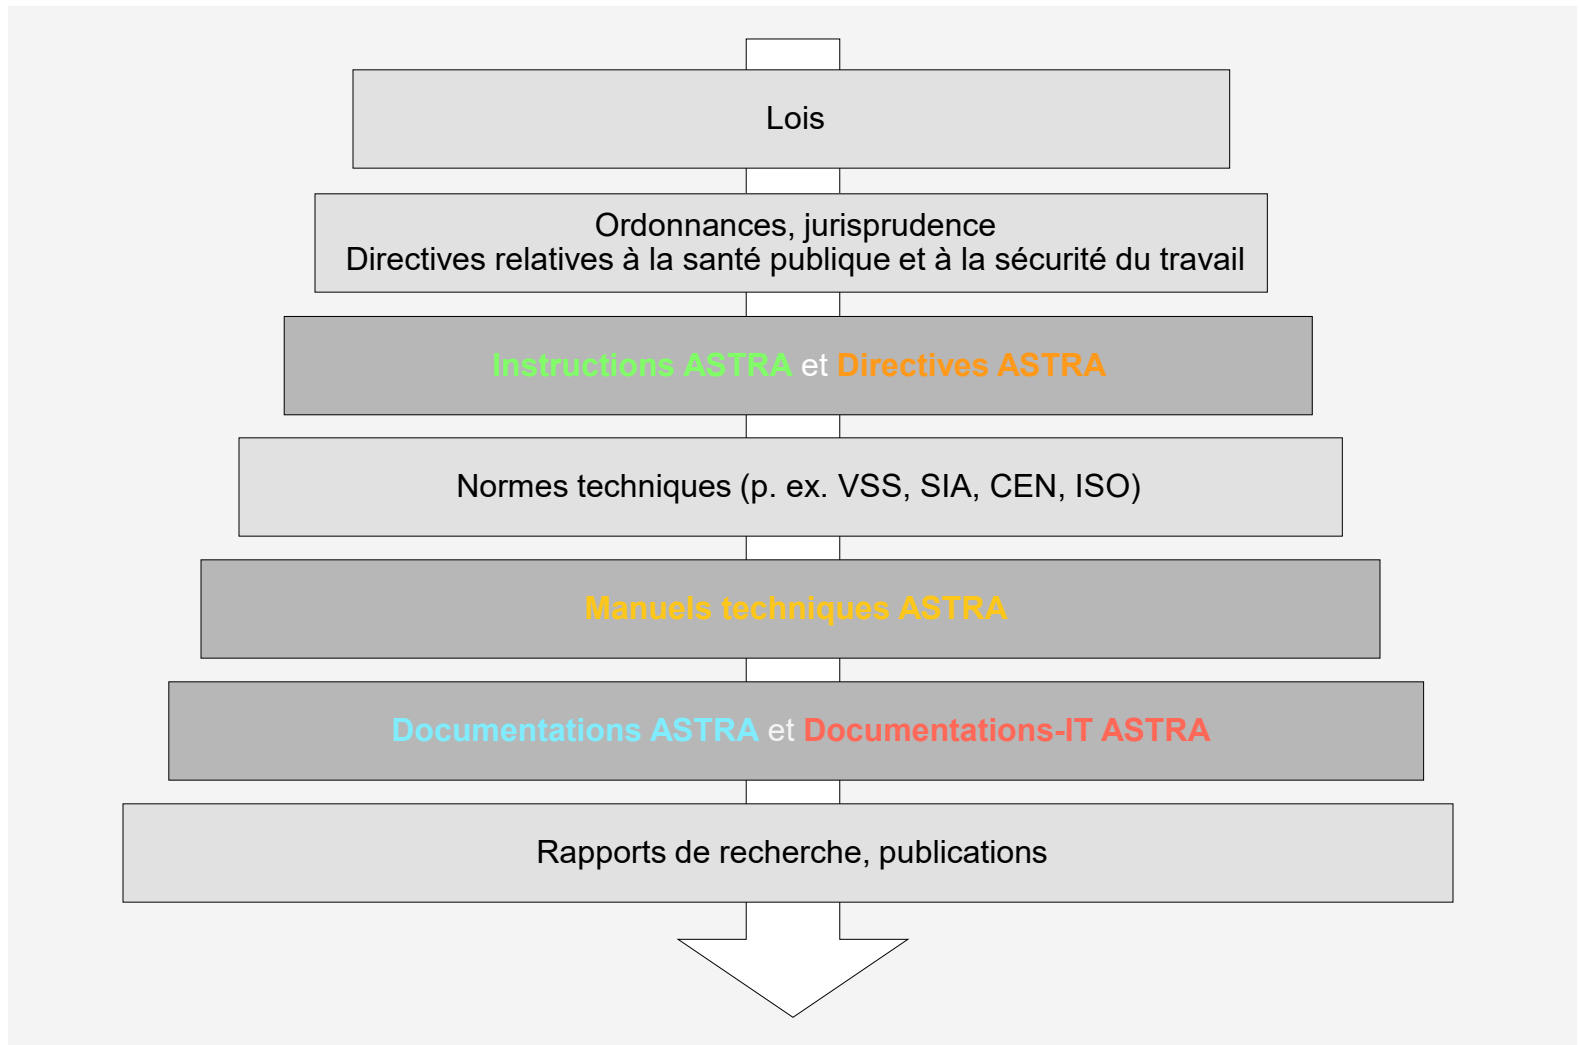 Lois
Ordonnances, jurisprudence
Directives relatives à la santé publique et à la sécurité du travail
Instructions ASTRA et Directives ASTRA
Normes techniques (p. ex. VSS, SIA, CEN, ISO)
Manuels techniques ASTRA
Documentations ASTRA et Documentations-IT ASTRA
Rapports de recherche, publications